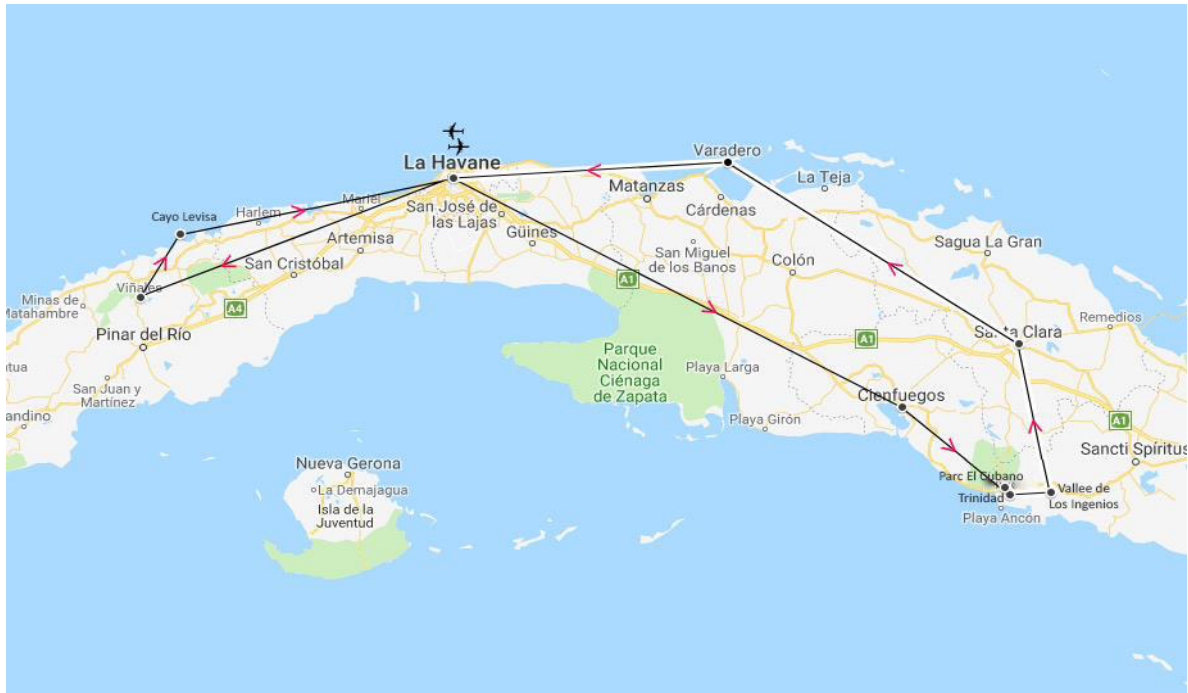 La Havane
Varadero
La Teja
Matanzas
Cárdenas
Cayo Levisa
Harlem
Mariel
San José de
las Lajas
Güines
Artemisa
San Cristóbal
San Miguel
de los Banos
Colón
Sagua La Gran
Viñales
Minas de
Matahambre
A4
A1
Pinar del Río
Santa Clara
Remedios
A1
Parque
Nacional
Ciénaga
de Zapata
Playa Larga
San Juan y
Martínez
Cienfuegos
Playa Girón
A1
Sancti Spíritus
Nueva Gerona
La Demajagua
Isla de la
Juventud
Parc El Cubano
Trinidad
Vallee de
Los Ingenios
Playa Ancón